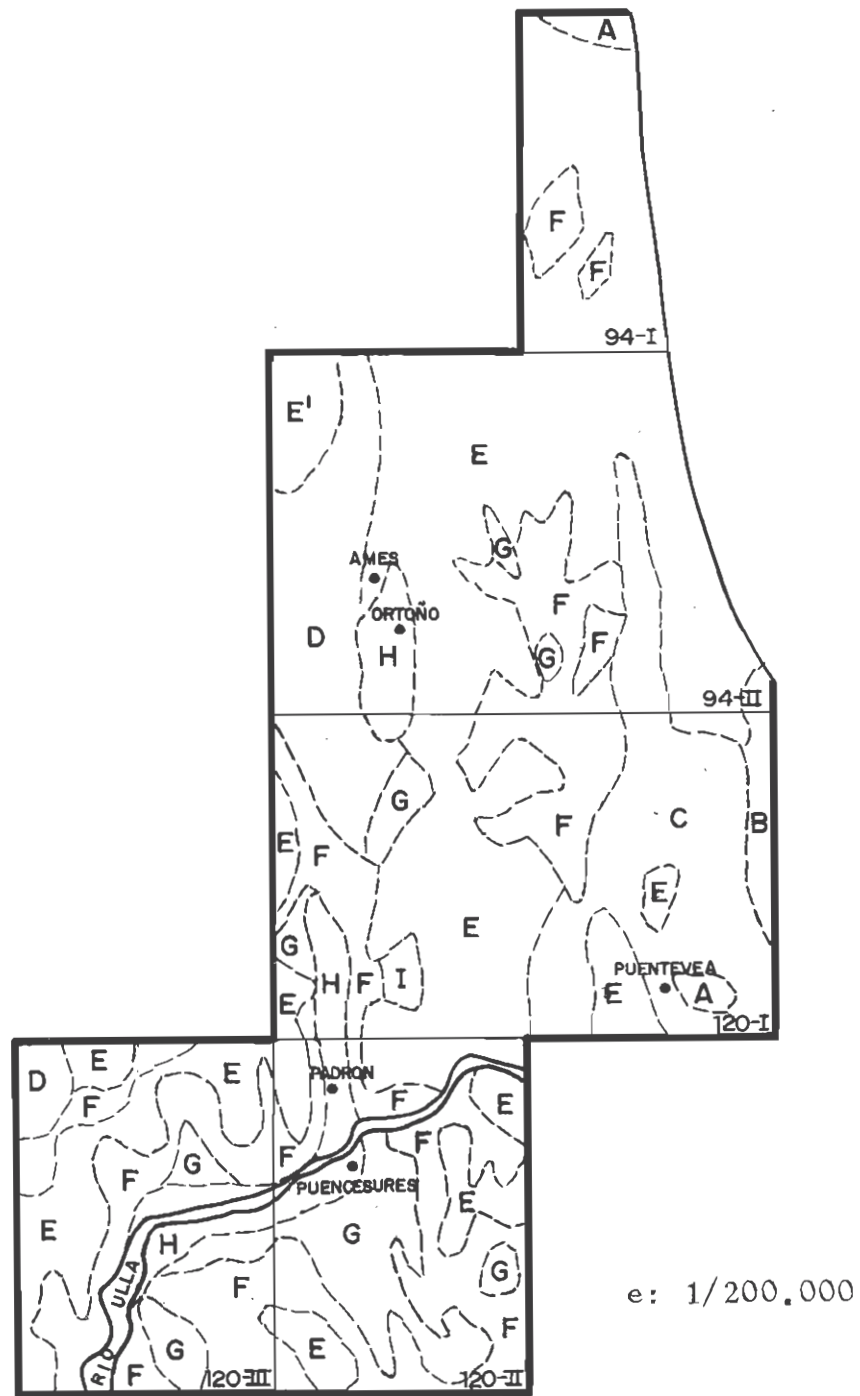 A
F
F
94-I
E'
E
G
AMES
F
ORTOÑO
D
H
G
F
94-II
G
C
B
F
E
F
E
E
G
H
F
I
PUENTEVEA
E
E
A
120-I
D
E
E
PADRON
F
F
E
F
F
G
F
PUENCESURES
E
E
H
G
ULLA
G
F
F
RIO
F
G
120-III
E
120-II
e: 1/200.000